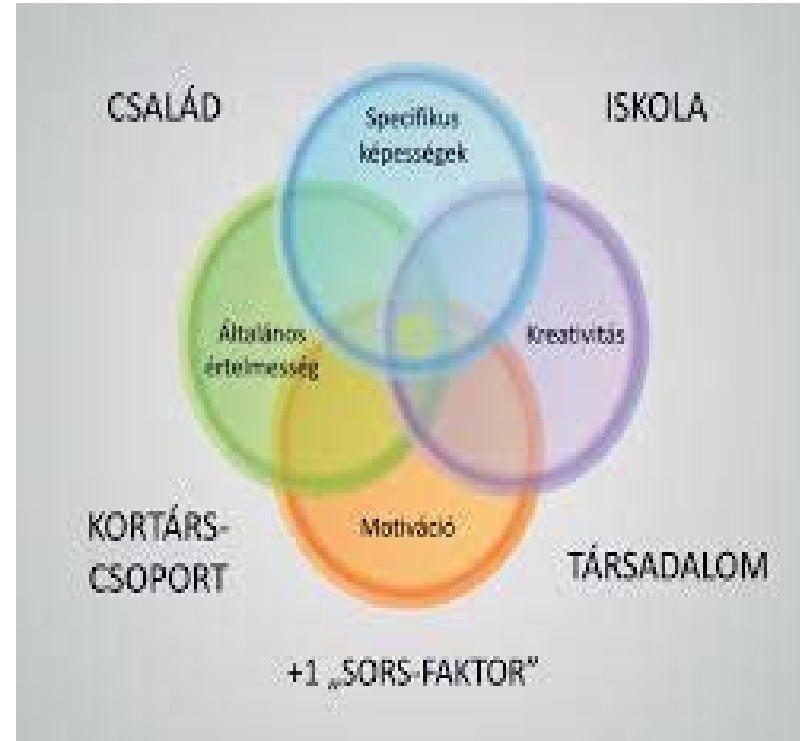 CSALÁD
ISKOLA
Specifikus
képességek
Általános
értelmesség
Kreativitás
Motiváció
KORTÁRS-
CSOPORT
TÁRSADALOM
+1 „SORS-FAKTOR”